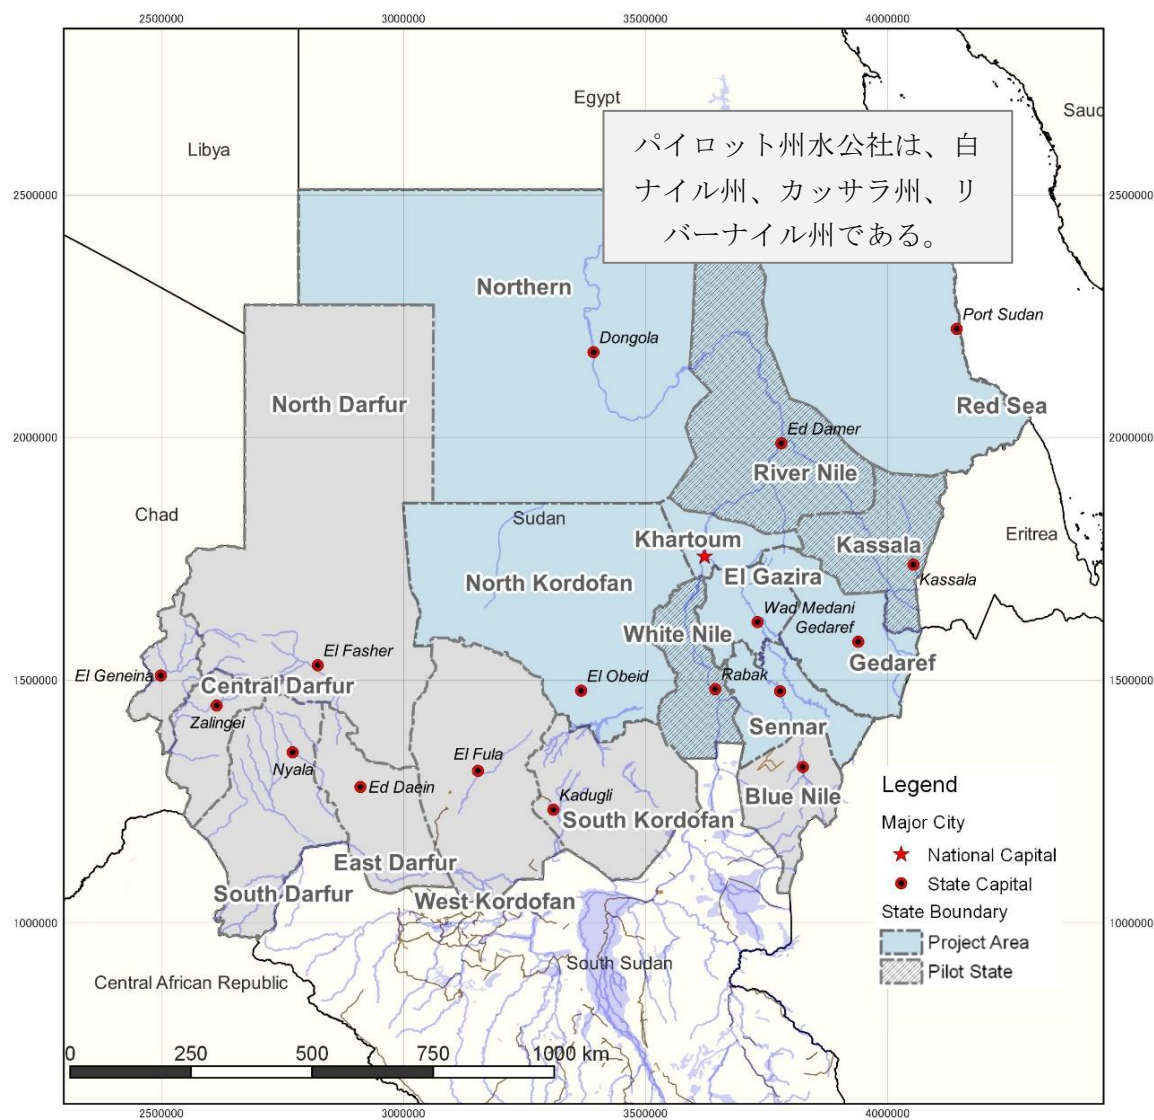 2500000
3000000
3500000
4000000
Egypt
Saud
Libya
パイロット州水公社は、白
ナイル州、カッサラ州、リ
バーナイル州である。
2500000
2500000
Northern
Port Sudan
Dongola
North Darfur
Red Sea
Ed Damer
2000000
2000000
River Nile
Chad
Sudan
Khartoum
Kassala
Eritrea
North Kordofan
El Gazira
Kassala
Wad Medani
Gedaref
White Nile
El Fasher
Gedaref
El Geneina
El Obeid
Rabak
Central Darfur
1500000
1500000
Zalingei
Sennar
El Fula
Nyala
Ed Daein
Kadugli
Blue Nile
South Kordofan
Legend
Major City
National Capital
State Capital
State Boundary
Project Area
Pilot State
East Darfur
South Darfur
West Kordofan
1000000
1000000
South Sudan
Central African Republic
0
250
500
750
1000 km
2500000
3000000
3500000
4000000